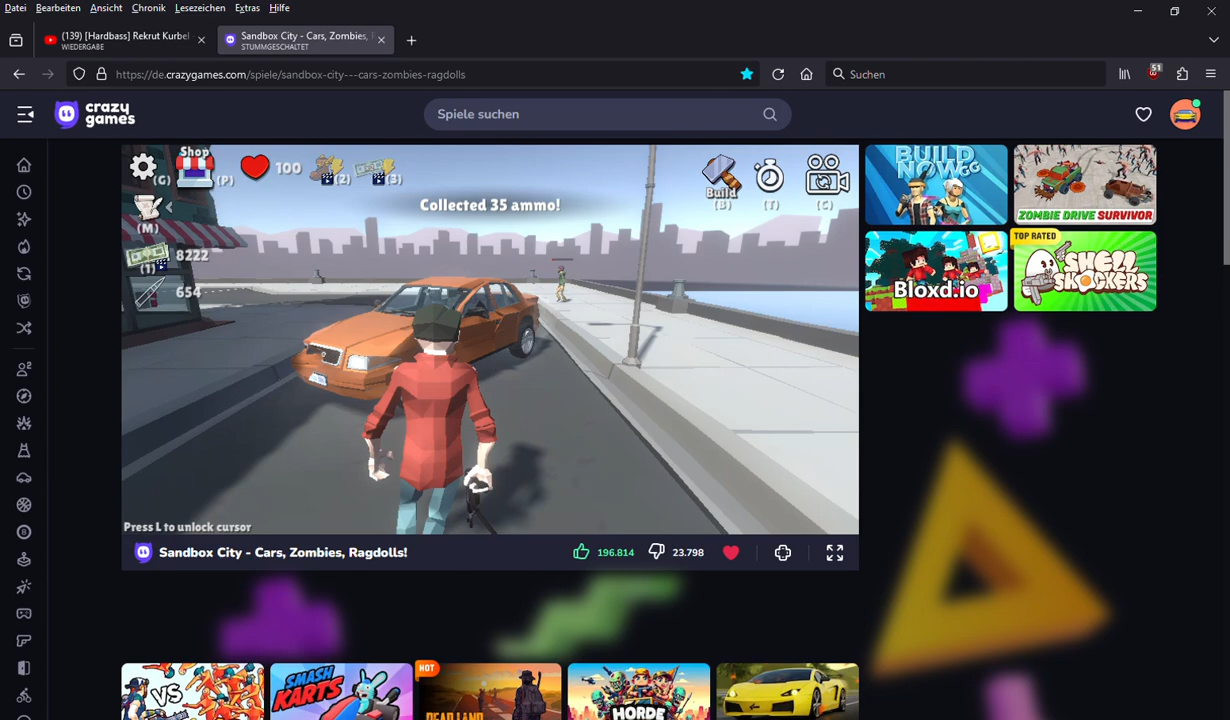 Datei Bearbeiten Ansicht Chronik Lesezeichen Extras Hilfe
(139) [Hardbass] Rekrut Kurbel
WIEDERGABE
Sandbox City - Cars, Zombies,
STUMMGESCHALTET
https://de.crazygames.com/spiele/sandbox-city---cars-zombies-ragdolls
Suchen
51
crazy
games
Spiele suchen
Shop
(G)
(P)
100
(2)
(3)
Build
(B)
(T)
(C)
Collected 35 ammo!
(M)
8222
(1)
654
Press L to unlock cursor
BUILD
NOW GG
ZOMBIE DRIVE SURVIVOR
Bloxd.io
TOP RATED
SHELL
SHOCKERS
Sandbox City - Cars, Zombies, Ragdolls!
196.814
23.798
VS
SMASH
KARTS
HOT
DEAD LAND
HORDE